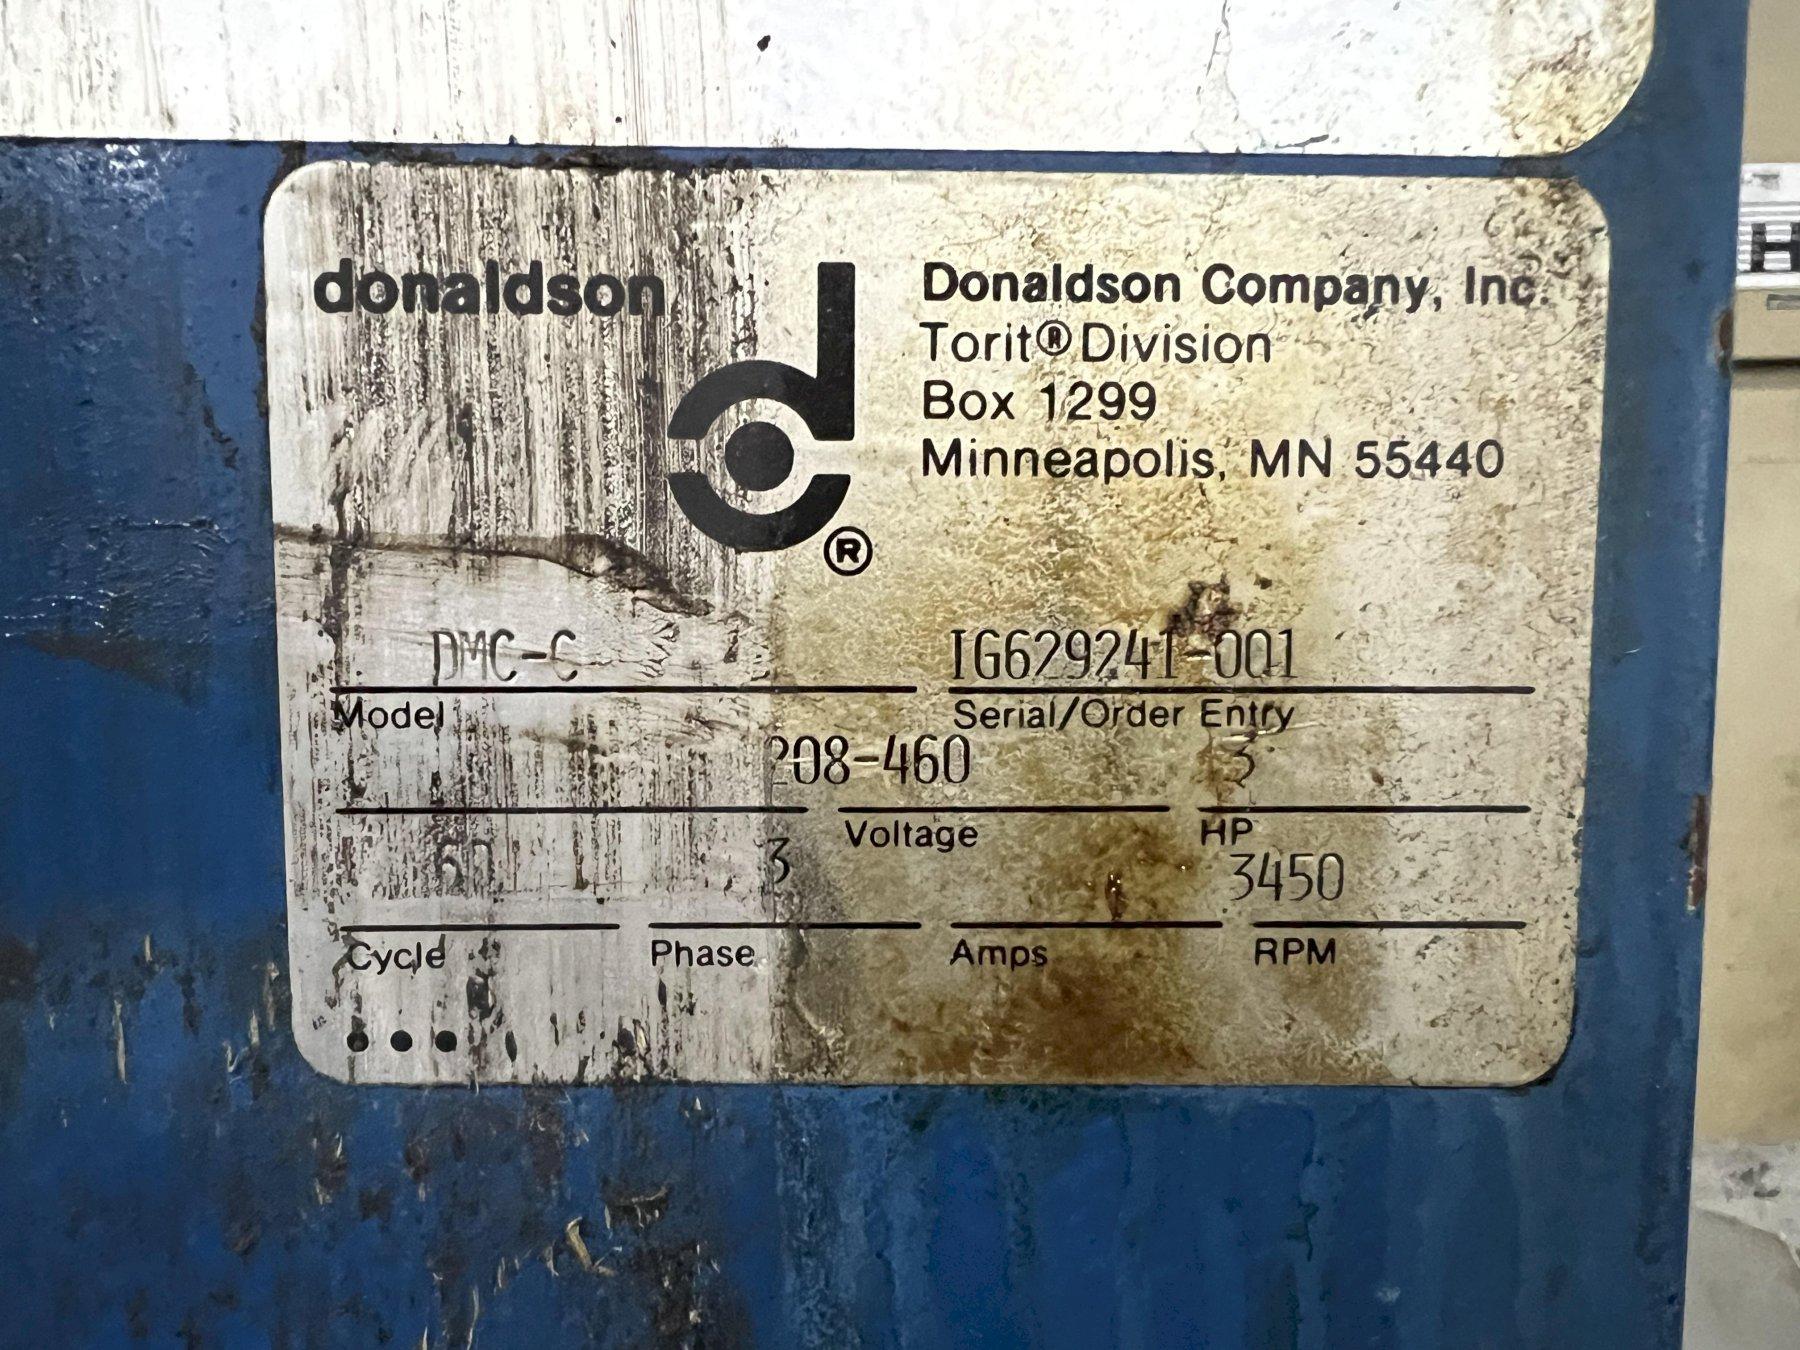 donaldson
Donaldson Company, Inc.
Torit® Division
Box 1299
Minneapolis, MN 55440
®
DMC-C IG629241-001
Model Serial/Order Entry
208-460 3
Voltage HP
60 3 3450
Cycle Phase Amps RPM
H